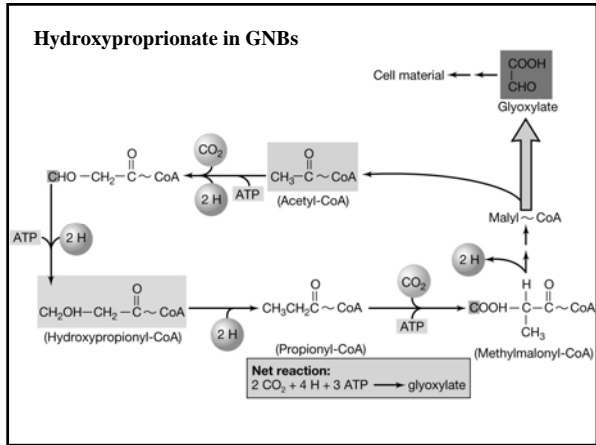 Hydroxyproprionate in GNBs
COOH
CHO
Glyoxylate
Cell material
CO2
O
CHO—CH2—C~CoA
2 H
ATP
O
CH3—C~CoA
(Acetyl-CoA)
Malyl~CoA
ATP
2 H
2 H
CO2
O
CH2OH—CH2—C~CoA
(Hydroxypropionyl-CoA)
2 H
O
CH3CH2C~CoA
(Propionyl-CoA)
ATP
H O
COOH—C—C~CoA
CH3
(Methylmalonyl-CoA)
Net reaction:
2 CO2 + 4 H + 3 ATP → glyoxylate